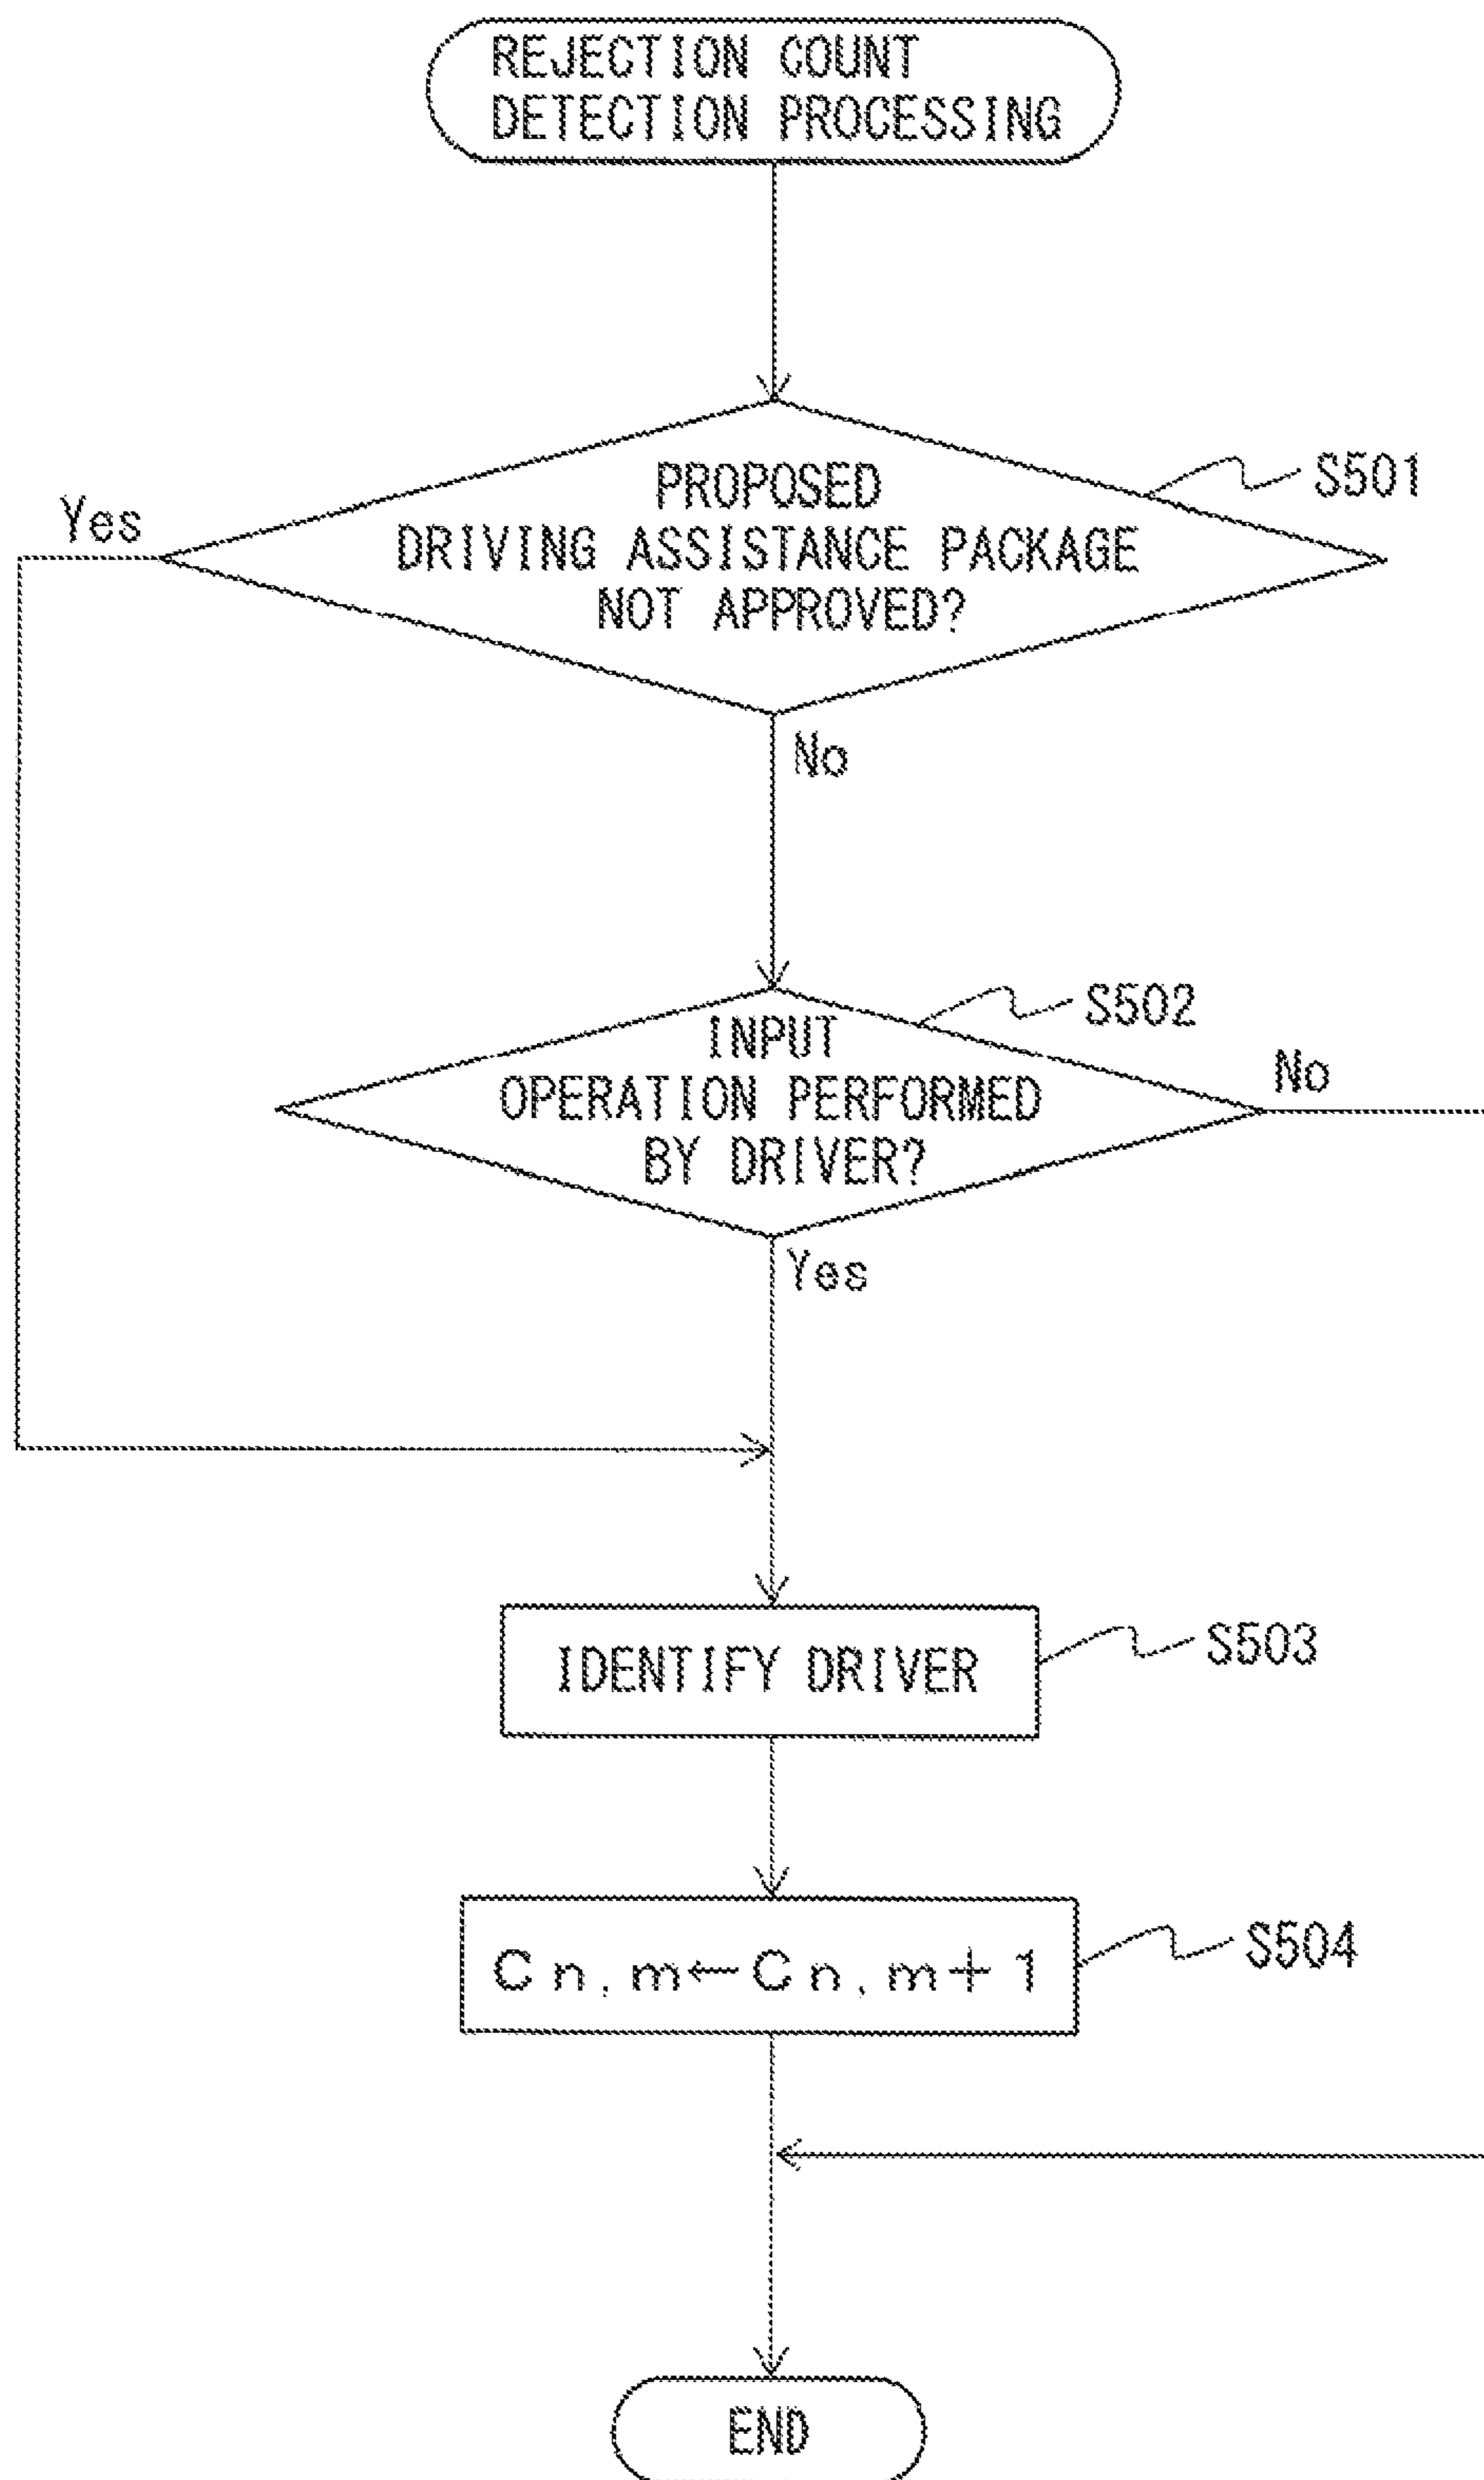 REJECTION COUNT
DETECTION PROCESSING
PROPOSED
DRIVING ASSISTANCE PACKAGE
NOT APPROVED?
S501
Yes
No
INPUT
OPERATION PERFORMED
BY DRIVER?
S502
No
Yes
IDENTIFY DRIVER
S503
Cn,m←Cn,m+1
S504
END